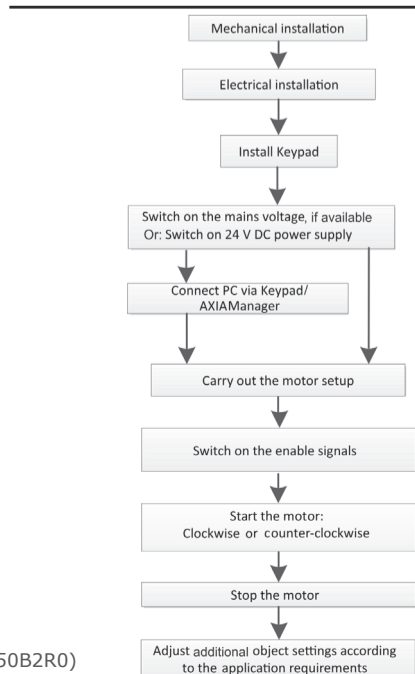 Mechanical installation
Electrical installation
Install Keypad
Switch on the mains voltage, if available
Or: Switch on 24 V DC power supply
Connect PC via Keypad/
AXIAManager
Carry out the motor setup
Switch on the enable signals
Start the motor:
Clockwise or counter-clockwise
Stop the motor
Adjust additional object settings according
to the application requirements
50B2R0)